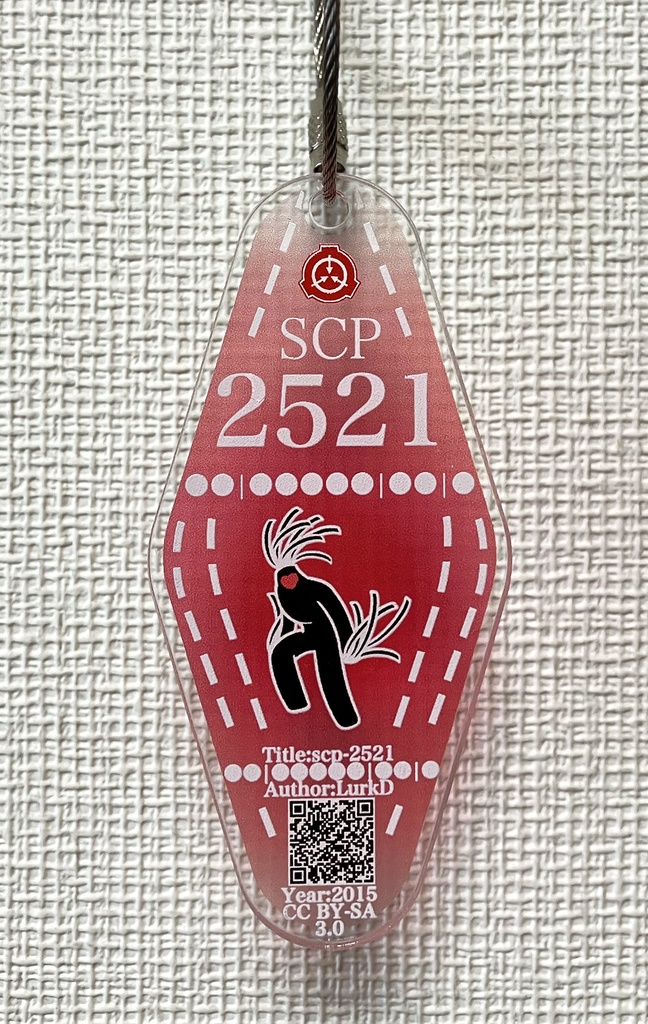 SCP
2521
●●|●●●●●|●●|●
Title:scp-2521
●●|●●●●●|●●|●
Author:LurkD
Year:2015
CC BY-SA
3.0